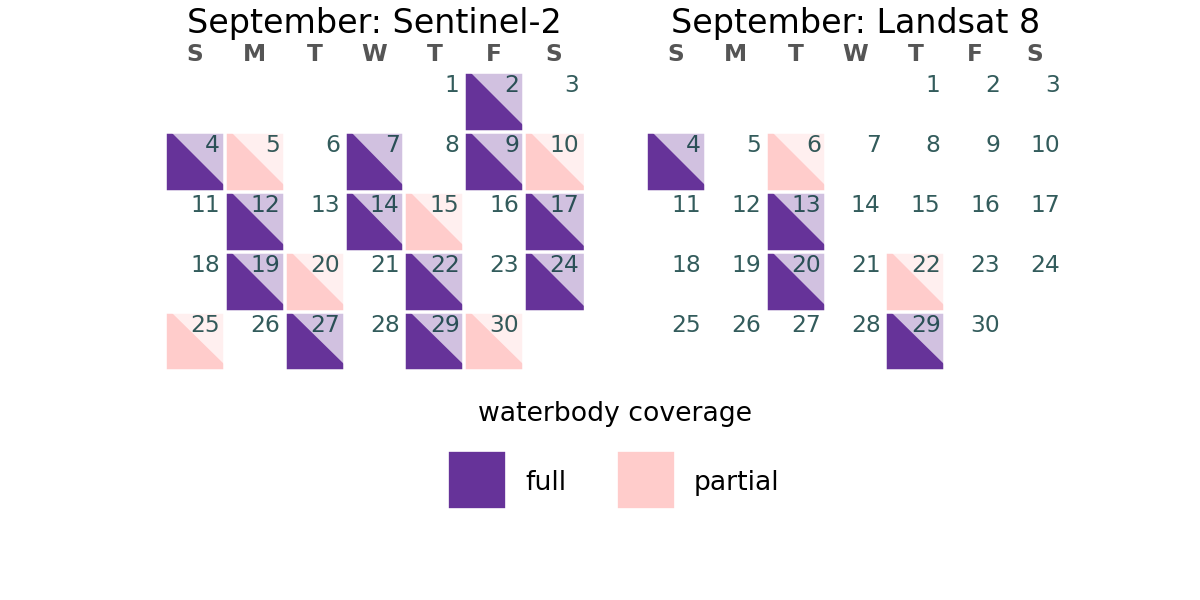 September: Sentinel-2
S M T W T F S
1 2 3
4 5 6 7 8 9 10
11 12 13 14 15 16 17
18 19 20 21 22 23 24
25 26 27 28 29 30
September: Landsat 8
S M T W T F S
1 2 3
4 5 6 7 8 9 10
11 12 13 14 15 16 17
18 19 20 21 22 23 24
25 26 27 28 29 30
waterbody coverage
full partial